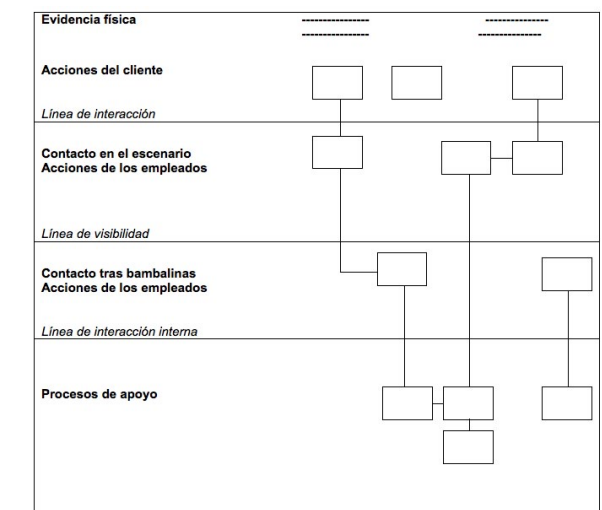 Evidencia física
---------------- ---------------
---------------- ---------------
Acciones del cliente
Línea de interacción
Contacto en el escenario
Acciones de los empleados
Línea de visibilidad
Contacto tras bambalinas
Acciones de los empleados
Línea de interacción interna
Procesos de apoyo